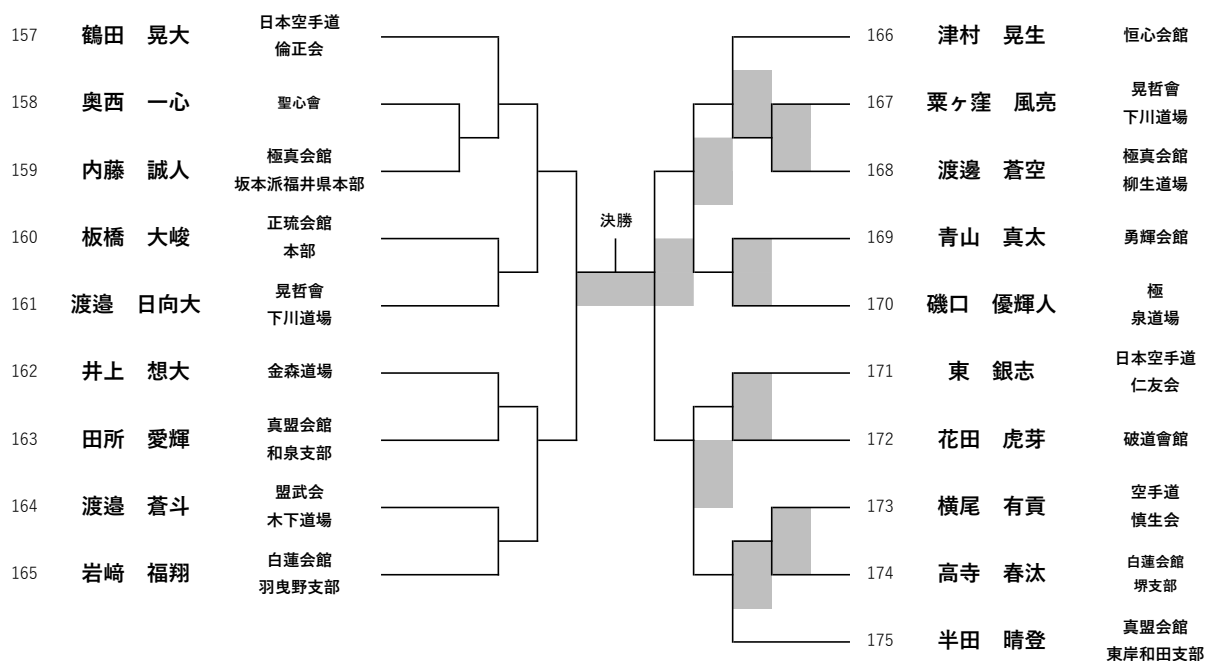 157 鶴田 晃大 日本空手道
倫正会
158 奥西 一心 聖心會
159 内藤 誠人 極真会館
坂本派福井県本部
160 板橋 大峻 正琉会館
本部
161 渡邉 日向大 晃哲會
下川道場
162 井上 想大 金森道場
163 田所 愛輝 真盟会館
和泉支部
164 渡邉 蒼斗 盟武会
木下道場
165 岩﨑 福翔 白蓮会館
羽曳野支部
決勝
166 津村 晃生 恒心会館
167 粟ヶ窪 風亮 晃哲會
下川道場
168 渡邊 蒼空 極真会館
柳生道場
169 青山 真太 勇輝会館
170 磯口 優輝人 極
泉道場
171 東 銀志 日本空手道
仁友会
172 花田 虎芽 破道會館
173 横尾 有貢 空手道
慎生会
174 高寺 春汰 白蓮会館
堺支部
175 半田 晴登 真盟会館
東岸和田支部